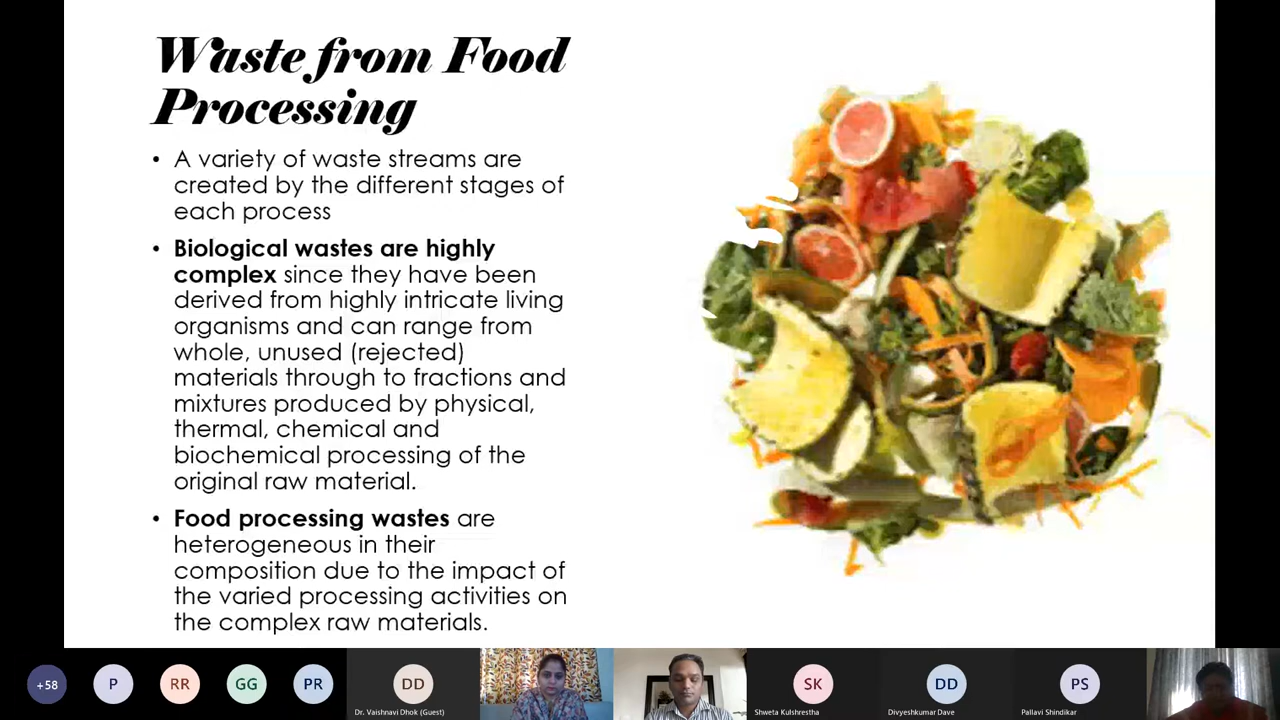 Waste from Food
Processing
• A variety of waste streams are
created by the different stages of
each process
• Biological wastes are highly
complex since they have been
derived from highly intricate living
organisms and can range from
whole, unused (rejected)
materials through to fractions and
mixtures produced by physical,
thermal, chemical and
biochemical processing of the
original raw material.
• Food processing wastes are
heterogeneous in their
composition due to the impact of
the varied processing activities on
the complex raw materials.
+58
P
RR
GG
PR
DD
SK
DD
PS
Dr. Vaishnavi Dhok (Guest)
Shweta Kulshrestha
Divyeshkumar Dave
Pallavi Shindikar